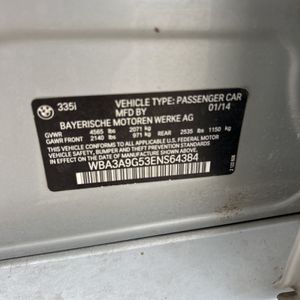 335i
VEHICLE TYPE: PASSENGER CAR
01/14
BAYERISCHE MOTOREN WERKE AG
GVWR 4565 lbs 2071 kg
GAWR FRONT 2140 lbs 971 kg REAR 2535 lbs 1150 kg
THIS VEHICLE CONFORMS TO ALL APPLICABLE U.S. FEDERAL MOTOR
VEHICLE SAFETY, BUMPER, AND THEFT PREVENTION STANDARDS
IN EFFECT ON THE DATE OF MANUFACTURE SHOWN ABOVE.
WBA3A9G53ENS64384